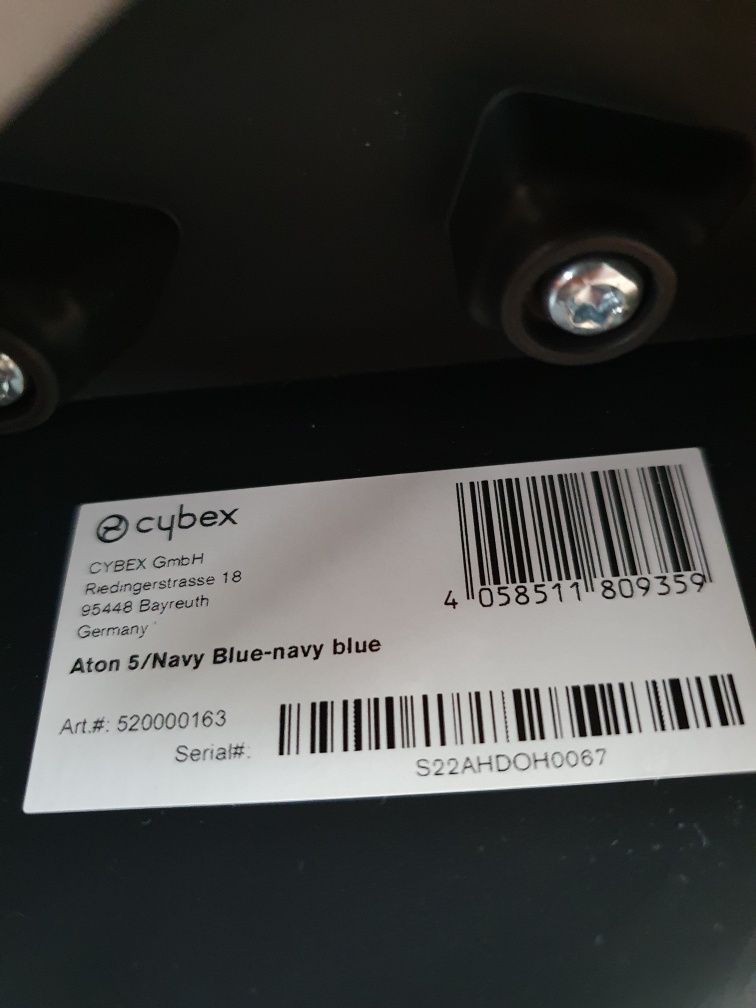 cybex
CYBEX GmbH
Riedingerstrasse 18
95448 Bayreuth
Germany
4 058511 809359
Aton 5/Navy Blue-navy blue
Art.#: 520000163
Serial#:
S22AHDOH0067